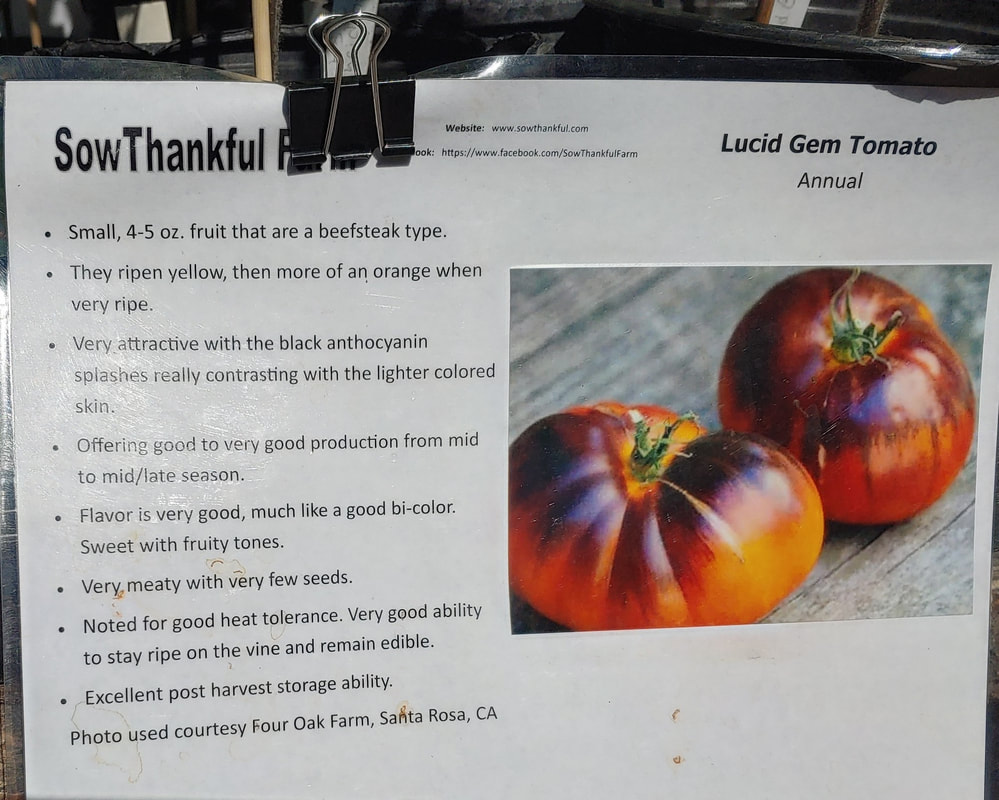 SowThankful
Website: www.sowthankful.com
ook: https://www.facebook.com/SowThankfulFarm
Lucid Gem Tomato
Annual
• Small, 4-5 oz. fruit that are a beefsteak type.
• They ripen yellow, then more of an orange when
very ripe.
• Very attractive with the black anthocyanin
splashes really contrasting with the lighter colored
skin.
• Offering good to very good production from mid
to mid/late season.
• Flavor is very good, much like a good bi-color.
Sweet with fruity tones.
• Very meaty with very few seeds.
• Noted for good heat tolerance. Very good ability
to stay ripe on the vine and remain edible.
• Excellent post harvest storage ability.
Photo used courtesy Four Oak Farm, Santa Rosa, CA